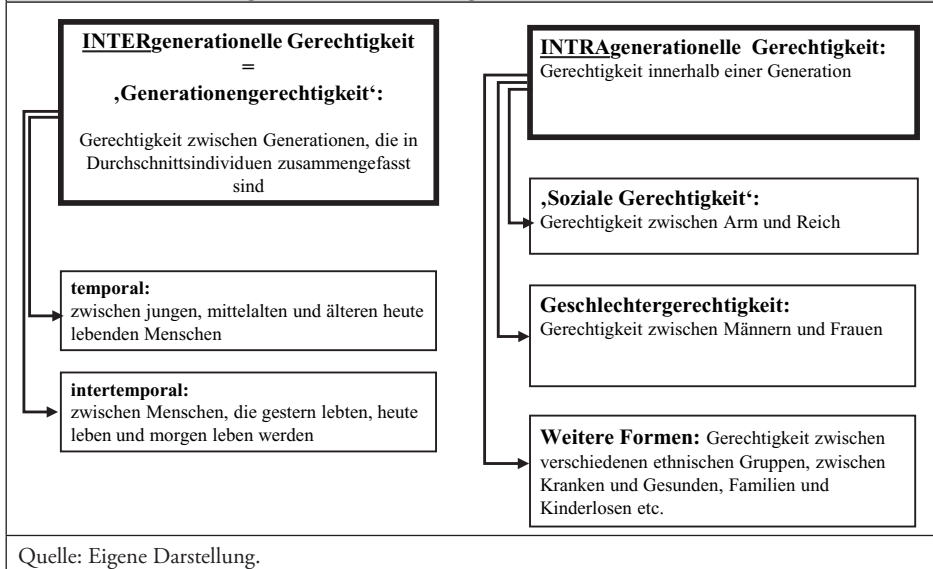 INTERgenerationelle Gerechtigkeit
=
‚Generationengerechtigkeit‘:
Gerechtigkeit zwischen Generationen, die in
Durchschnittsindividuen zusammengefasst
sind
temporal:
zwischen jungen, mittelalten und älteren heute
lebenden Menschen
intertemporal:
zwischen Menschen, die gestern lebten, heute
leben und morgen leben werden
INTRAgenerationelle Gerechtigkeit:
Gerechtigkeit innerhalb einer Generation
‚Soziale Gerechtigkeit‘:
Gerechtigkeit zwischen Arm und Reich
Geschlechtergerechtigkeit:
Gerechtigkeit zwischen Männern und Frauen
Weitere Formen: Gerechtigkeit zwischen
verschiedenen ethnischen Gruppen, zwischen
Kranken und Gesunden, Familien und
Kinderlosen etc.
Quelle: Eigene Darstellung.